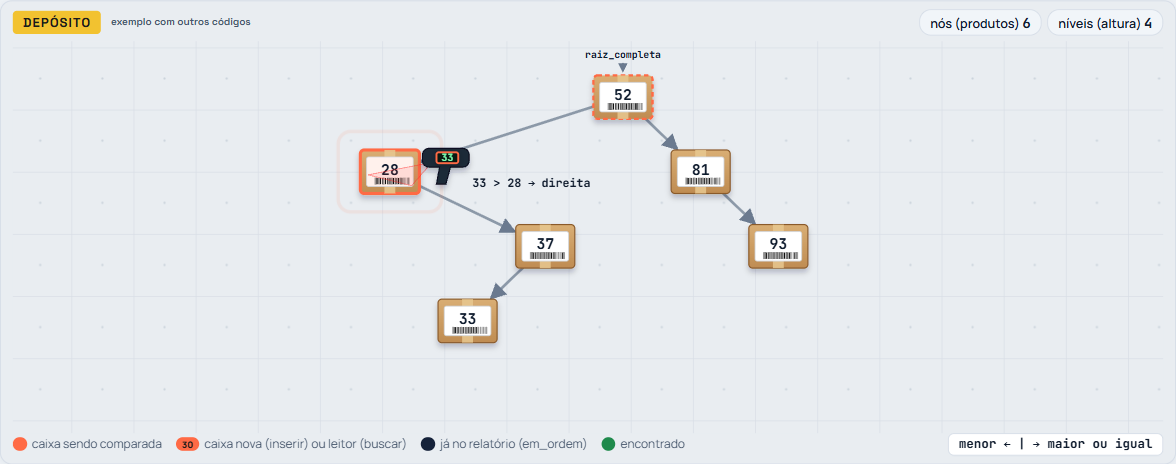 DEPÓSITO exemplo com outros códigos nós (produtos) 6 níveis (altura) 4
raiz_completa
52
28 33 81
33 > 28 → direita
37 93
33
caixa sendo comparada 30 caixa nova (inserir) ou leitor (buscar) já no relatório (em_ordem) encontrado menor ← | → maior ou igual